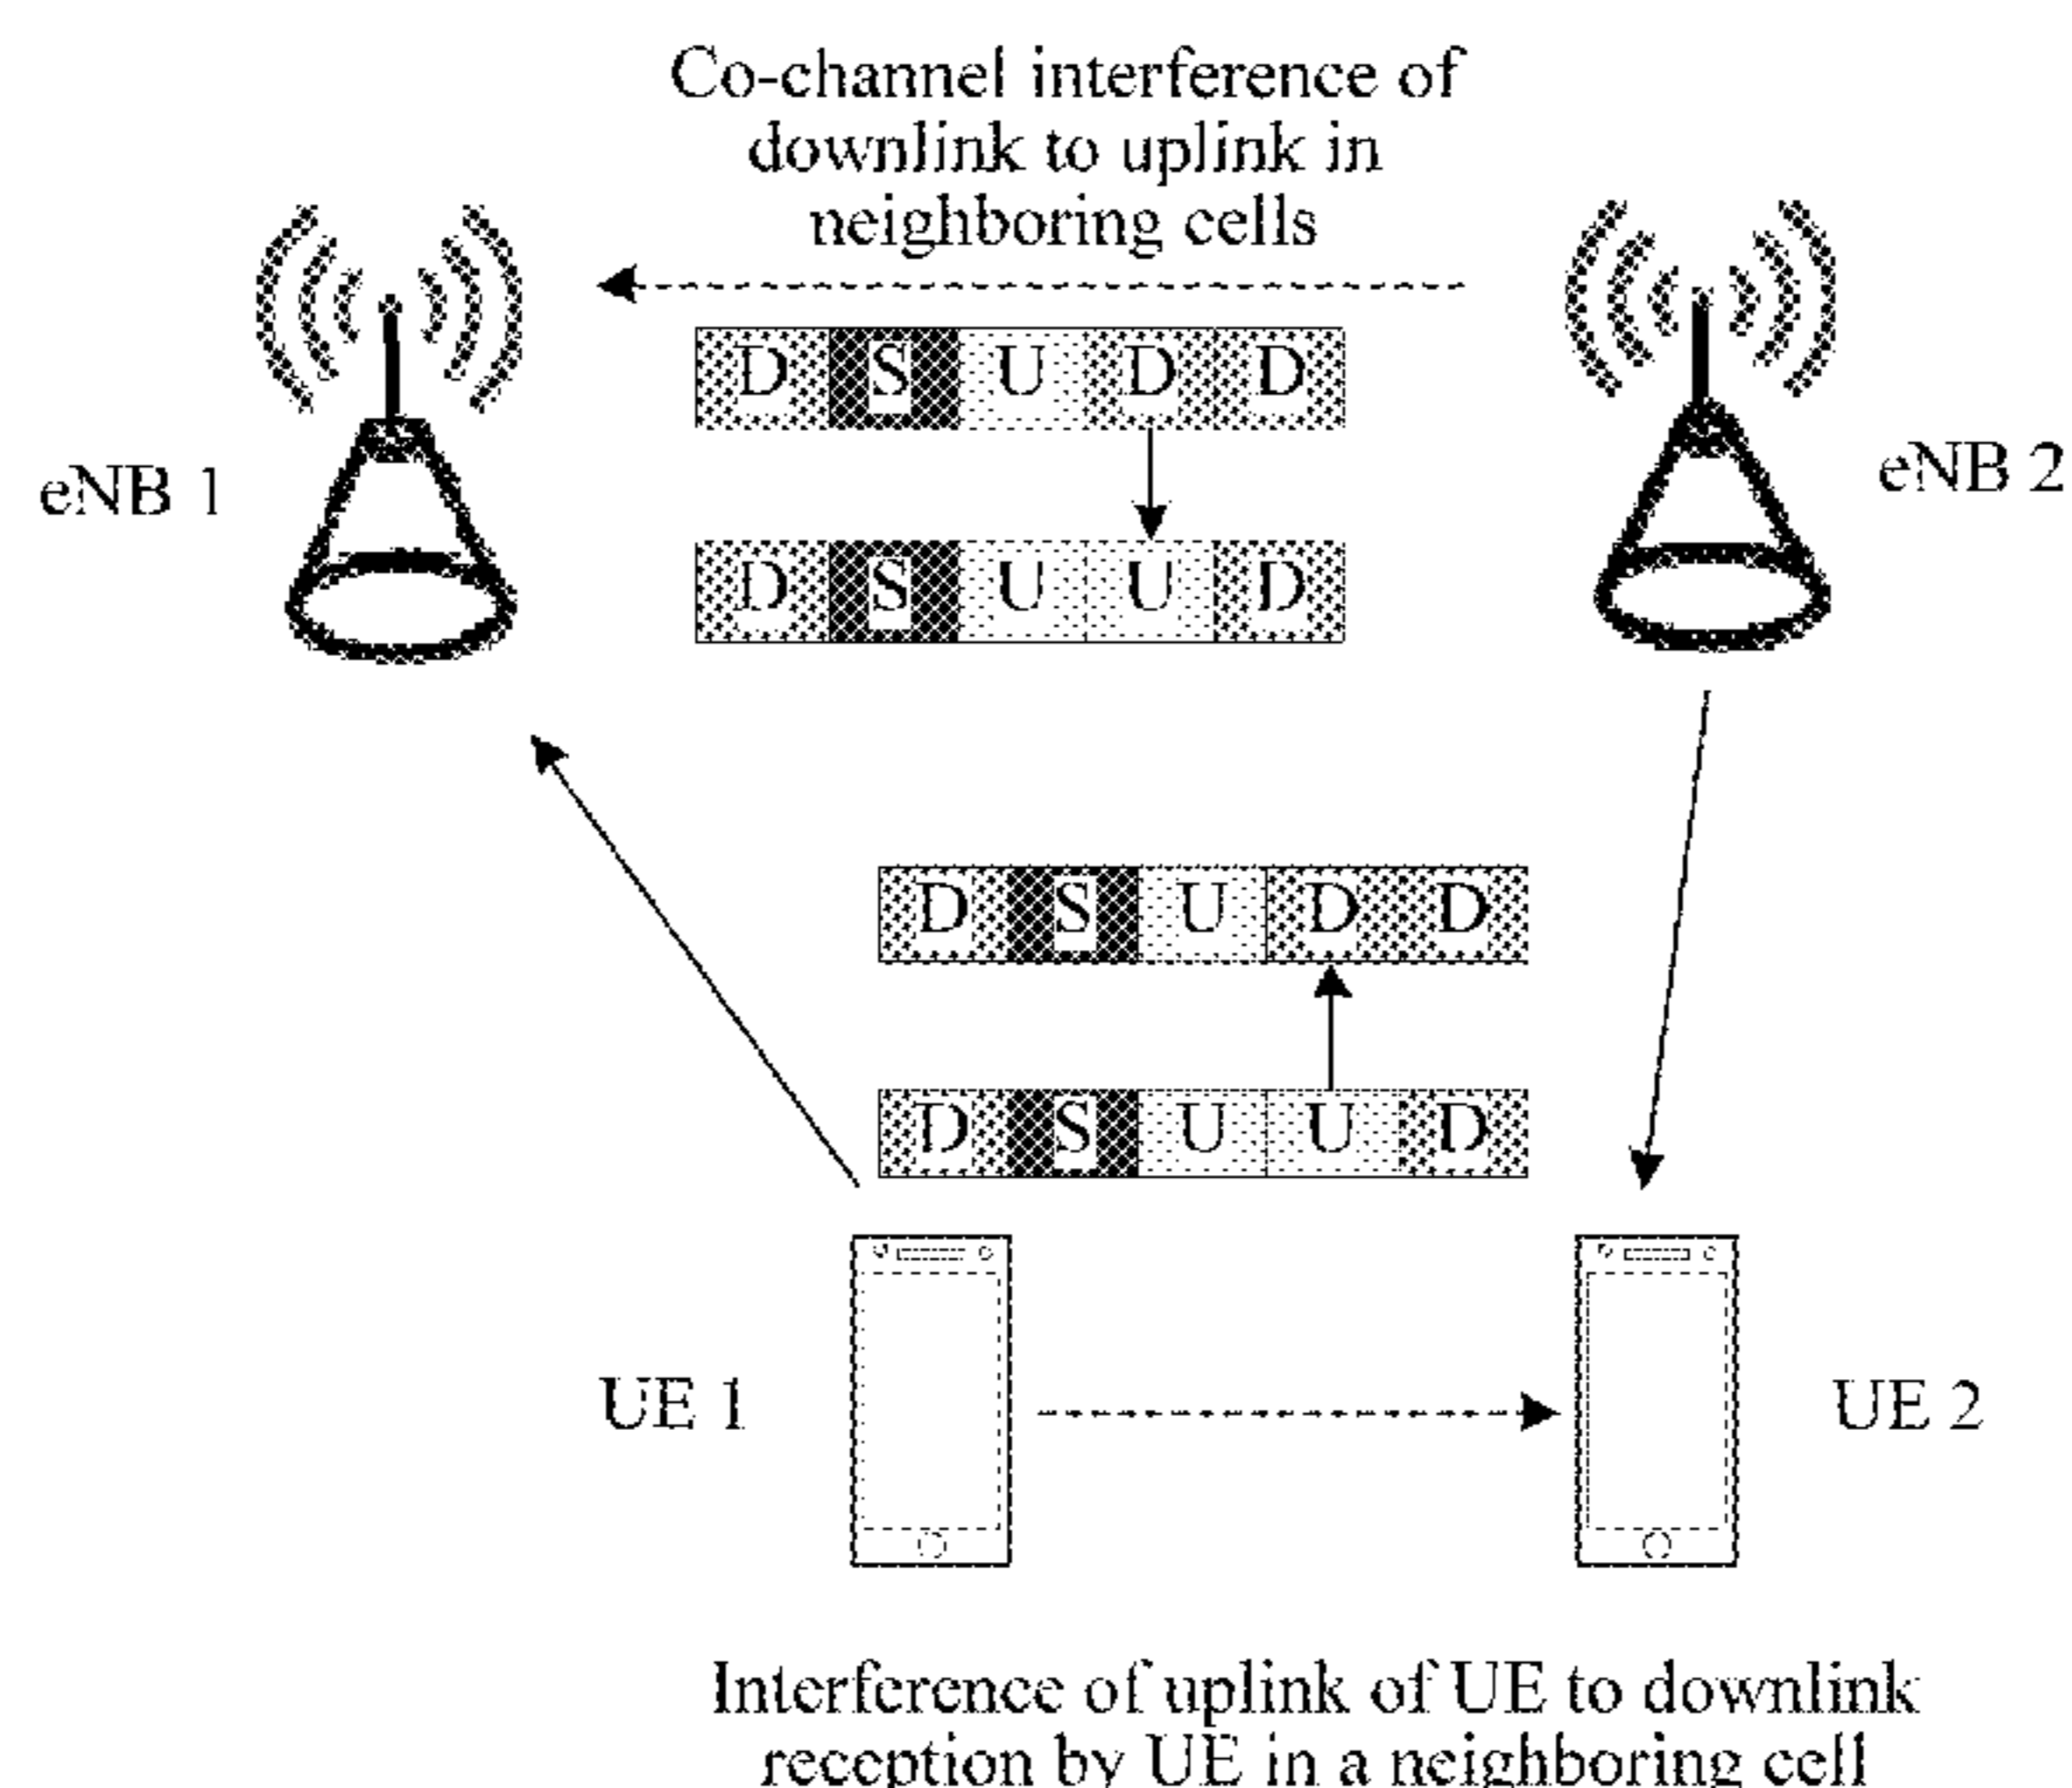 Co-channel interference of
downlink to uplink in
neighboring cells
D S U D D
eNB 1
eNB 2
D S U U D
D S U D D
D S U U D
UE 1
UE 2
Interference of uplink of UE to downlink
reception by UE in a neighboring cell